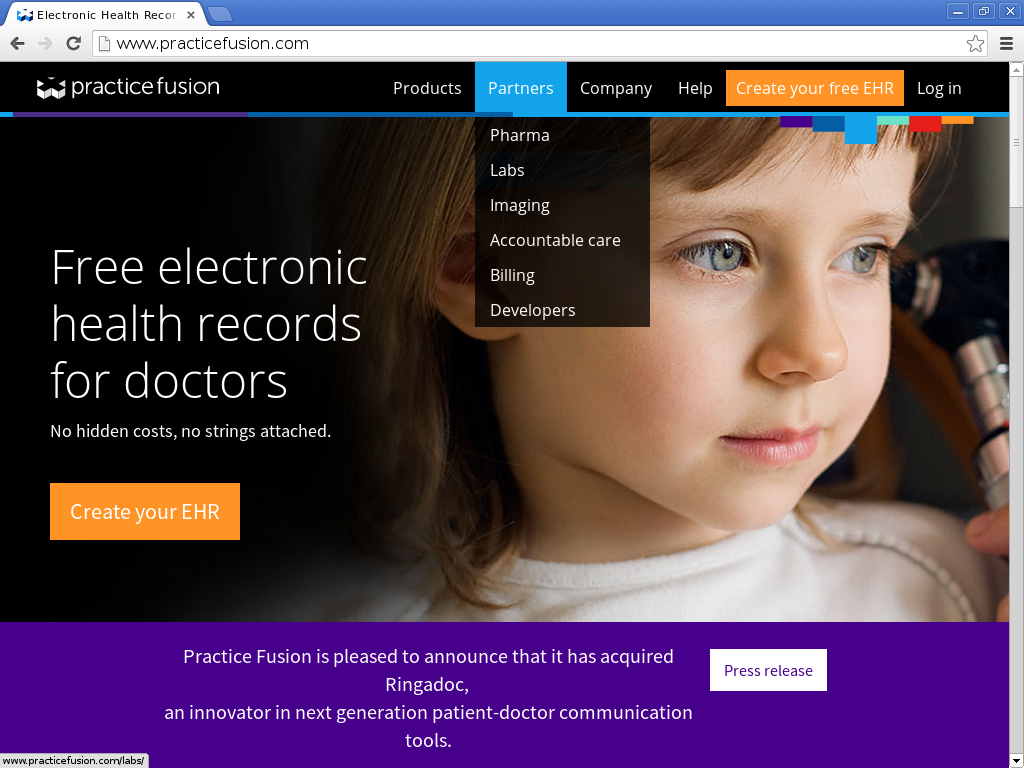 Electronic Health Recor
www.practicefusion.com
practice fusion
Products Partners Company Help Create your free EHR Log in
Pharma
Labs
Imaging
Accountable care
Billing
Developers
Free electronic
health records
for doctors
No hidden costs, no strings attached.
Create your EHR
Practice Fusion is pleased to announce that it has acquired
Ringadoc,
an innovator in next generation patient-doctor communication
tools.
Press release
www.practicefusion.com/labs/